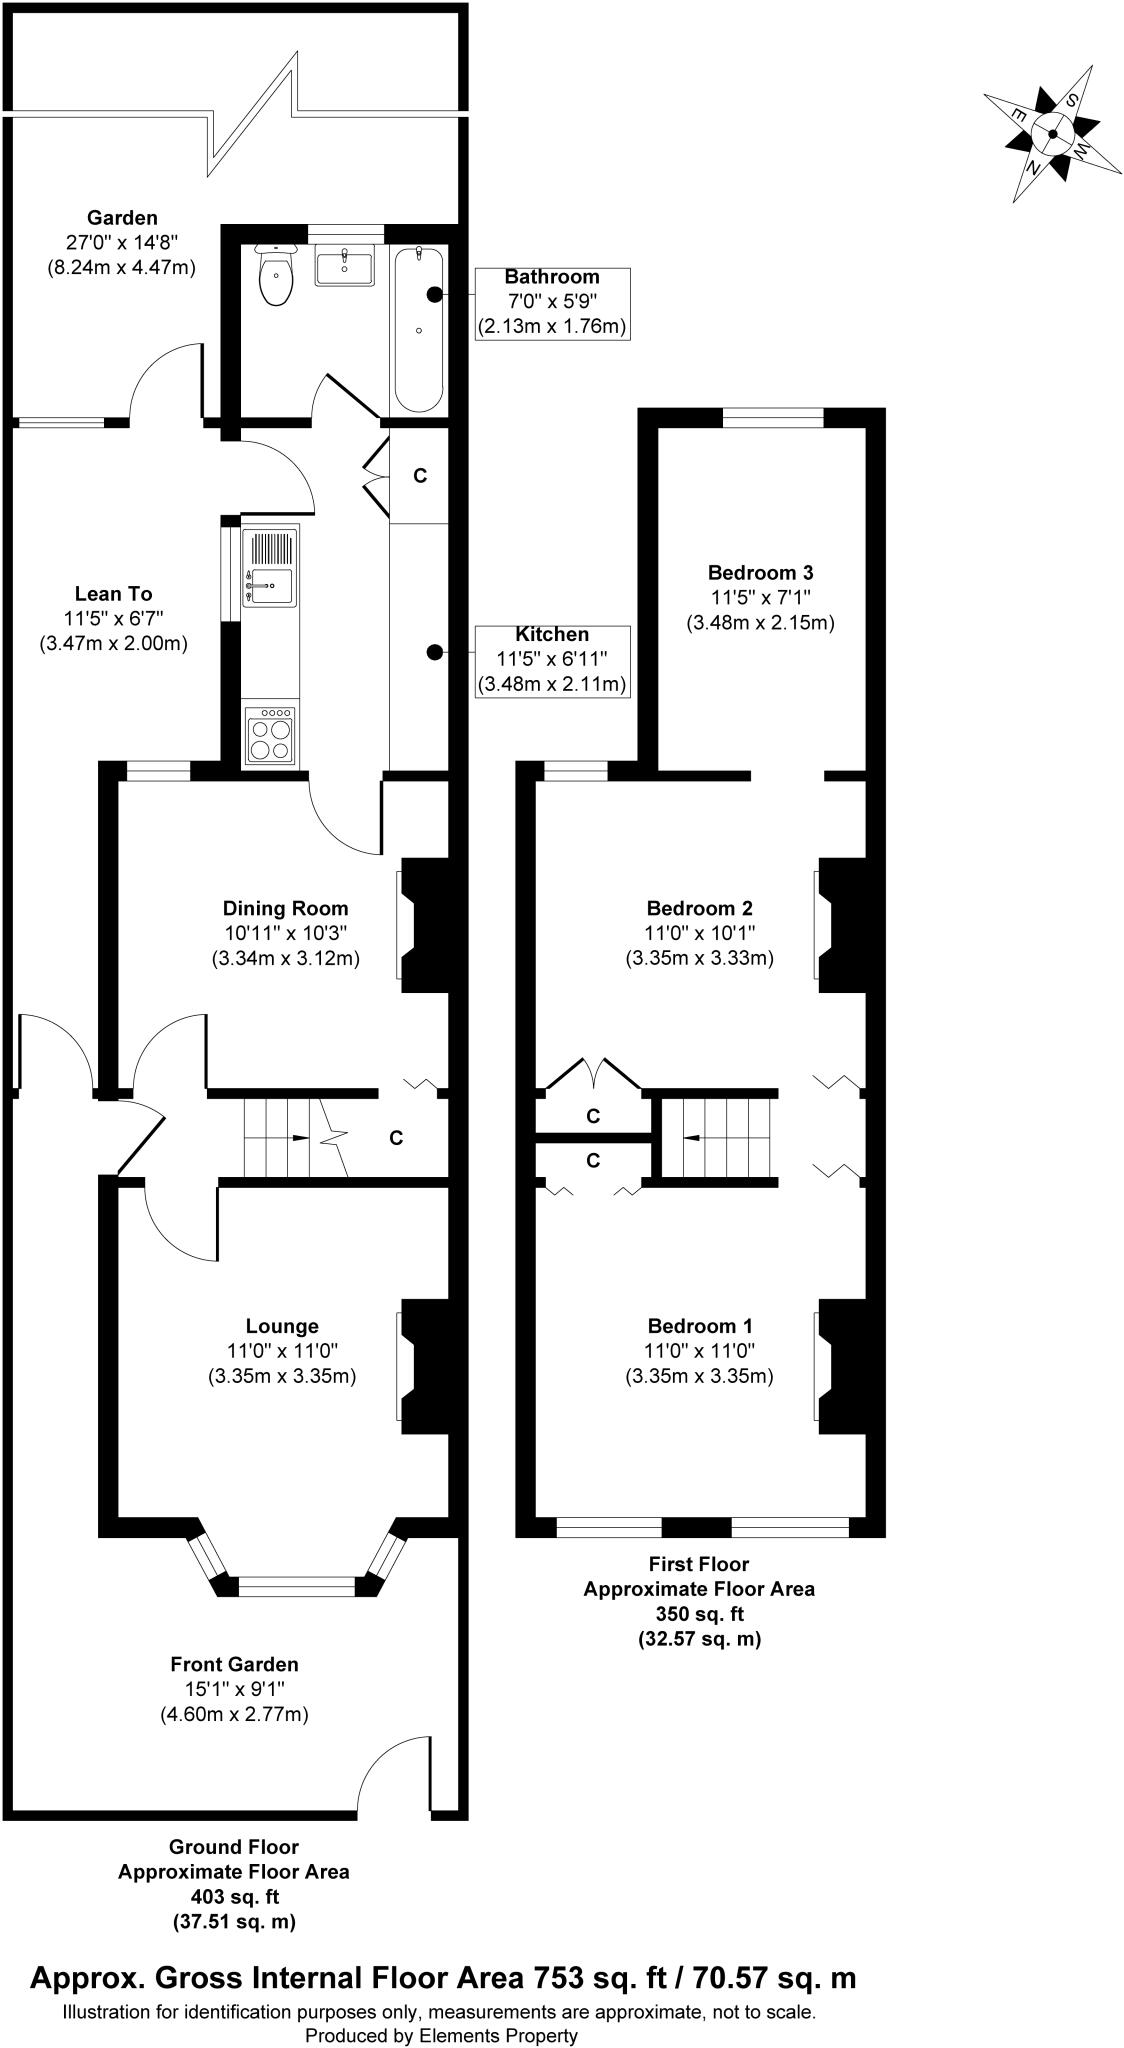 S
E
W
N
Garden
27'0" x 14'8"
(8.24m x 4.47m)
Bathroom
7'0" x 5'9"
(2.13m x 1.76m)
C
Lean To
11'5" x 6'7"
(3.47m x 2.00m)
Kitchen
11'5" x 6'11"
(3.48m x 2.11m)
Bedroom 3
11'5" x 7'1"
(3.48m x 2.15m)
Dining Room
10'11" x 10'3"
(3.34m x 3.12m)
Bedroom 2
11'0" x 10'1"
(3.35m x 3.33m)
C
C
C
Lounge
11'0" x 11'0"
(3.35m x 3.35m)
Bedroom 1
11'0" x 11'0"
(3.35m x 3.35m)
First Floor
Approximate Floor Area
350 sq. ft
(32.57 sq. m)
Front Garden
15'1" x 9'1"
(4.60m x 2.77m)
Ground Floor
Approximate Floor Area
403 sq. ft
(37.51 sq. m)
Approx. Gross Internal Floor Area 753 sq. ft / 70.57 sq. m
Illustration for identification purposes only, measurements are approximate, not to scale.
Produced by Elements Property